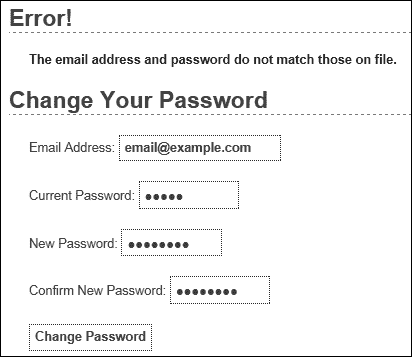 Error!
The email address and password do not match those on file.
Change Your Password
Email Address: email@example.com
Current Password: •••••
New Password: ••••••••
Confirm New Password: ••••••••
Change Password